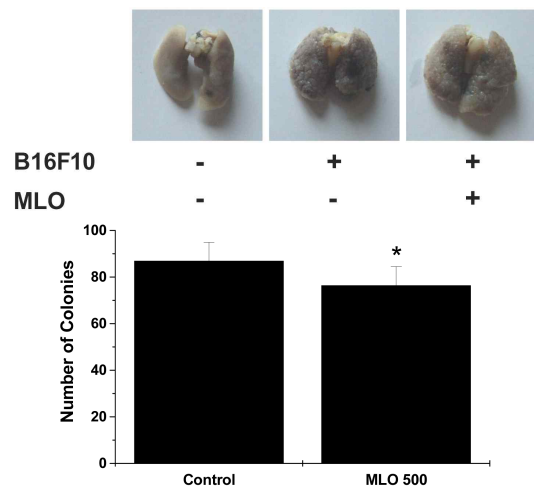 B16F10 - + +
MLO - - +
100
80
60
40
20
0
Number of Colonies
*
Control MLO 500